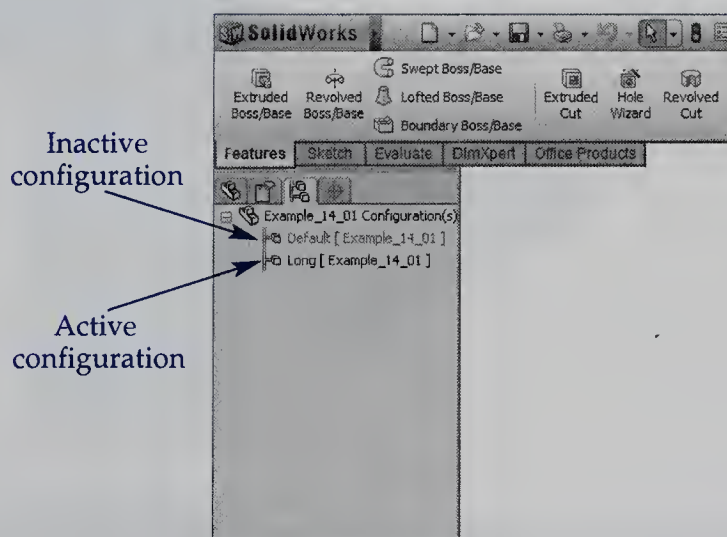 SolidWorks
Swept Boss/Base
Extruded Boss/Base
Revolved Boss/Base
Lofted Boss/Base
Extruded Cut
Hole Wizard
Revolved Cut
Boundary Boss/Base
Features Sketch Evaluate DimXpert Office Products
Inactive configuration
Example_14_01 Configuration(s)
Default [ Example_14_01 ]
Long [ Example_14_01 ]
Active configuration